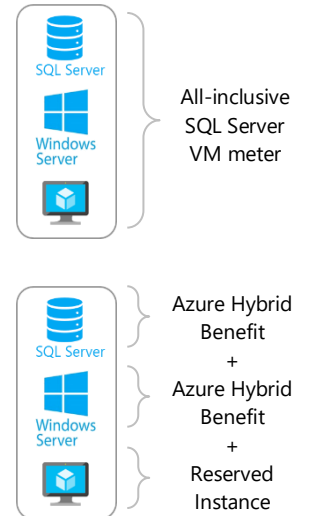 SQL Server
Windows
Server
All-inclusive
SQL Server
VM meter
SQL Server
Windows
Server
Azure Hybrid
Benefit
+
Azure Hybrid
Benefit
+
Reserved
Instance